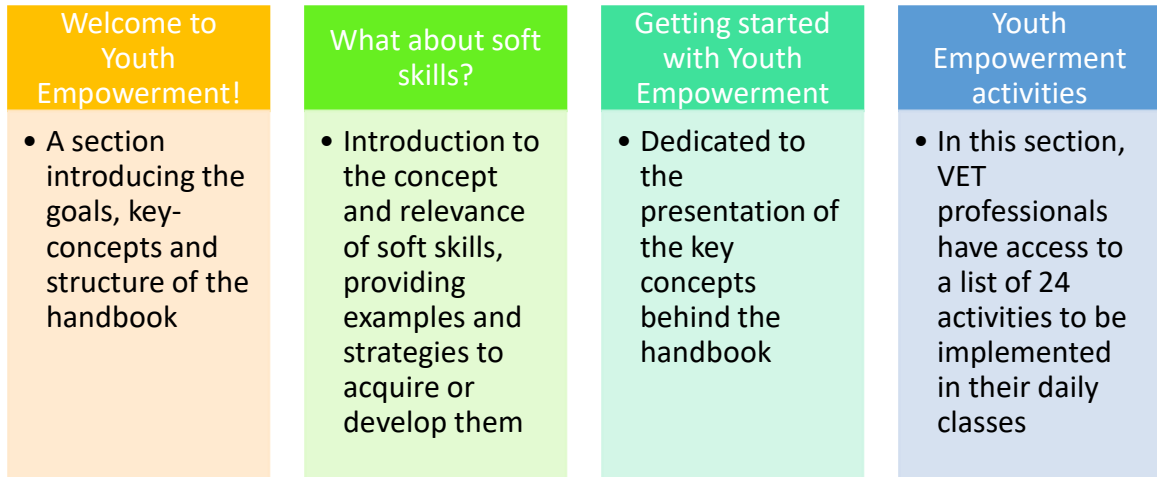 Welcome to
Youth
Empowerment!
• A section
introducing the
goals, key-
concepts and
structure of the
handbook
What about soft
skills?
• Introduction to
the concept
and relevance
of soft skills,
providing
examples and
strategies to
acquire or
develop them
Getting started
with Youth
Empowerment
• Dedicated to
the
presentation of
the key
concepts
behind the
handbook
Youth
Empowerment
activities
• In this section,
VET
professionals
have access to
a list of 24
activities to be
implemented
in their daily
classes